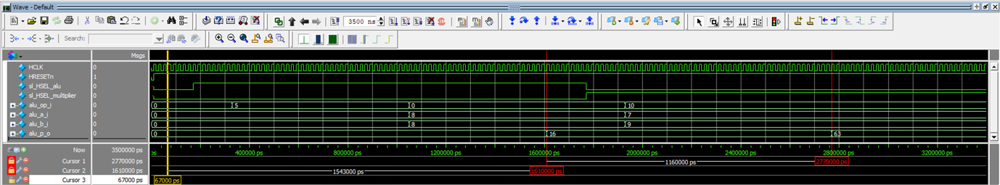 Wave - Default
3500 ns
Search:
Msgs
HCLK 0
HRESETn 1
sl_HSEL_alu 0
sl_HSEL_multiplier 0
alu_op_i 0 0 5 0 10
alu_a_i 0 0 8 7
alu_b_i 0 0 8 9
alu_p_o 0 0 16 63
Now 3500000 ps ps 400000 ps 800000 ps 1200000 ps 1600000 ps 2000000 ps 2400000 ps 2800000 ps 3200000 ps
Cursor 1 2770000 ps 1160000 ps 2770000 ps
Cursor 2 1610000 ps 1543000 ps 1610000 ps
Cursor 3 67000 ps 67000 ps